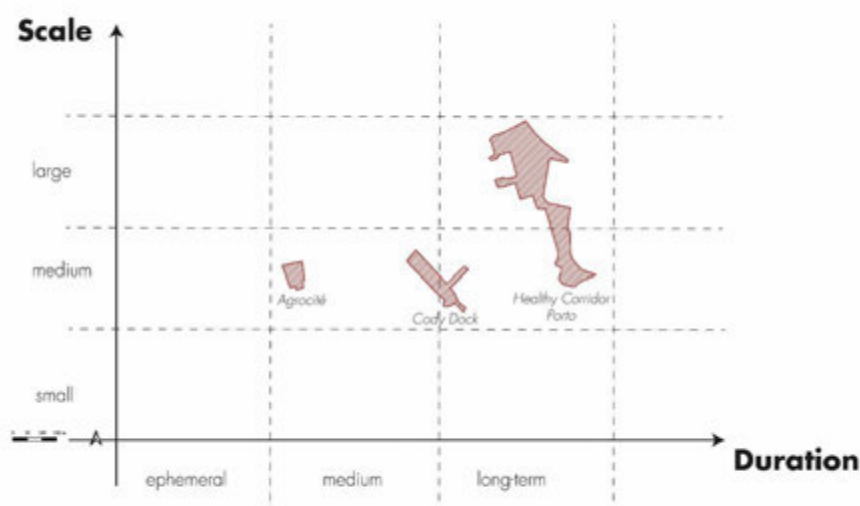 Scale
large
medium
Agrocité
Cody Dock
Healthy Corridor
Porto
small
A
Duration
ephemeral
medium
long-term